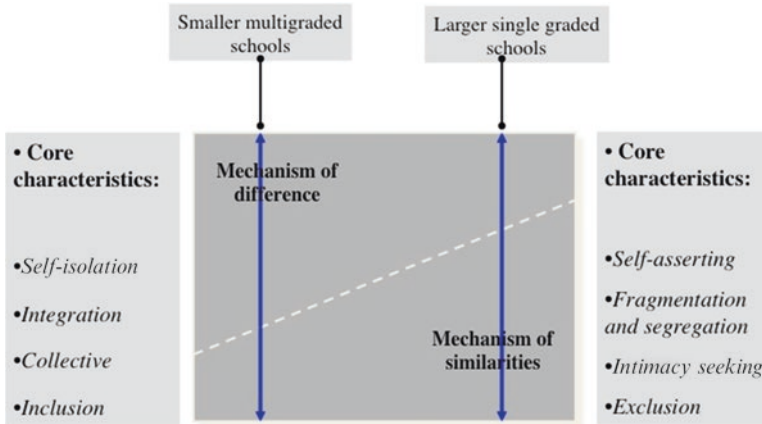 Smaller multigraded
schools
Larger single graded
schools
• Core
characteristics:
•Self-isolation
•Integration
•Collective
•Inclusion
Mechanism of
difference
Mechanism of
similarities
• Core
characteristics:
•Self-asserting
•Fragmentation
and segregation
•Intimacy seeking
•Exclusion